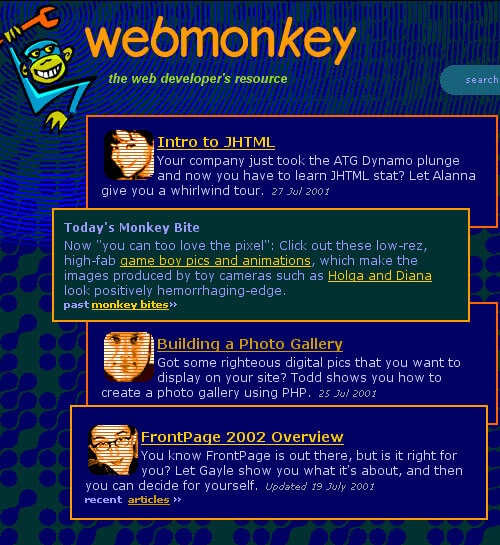 webmonkey
the web developer's resource
search
Intro to JHTML
Your company just took the ATG Dynamo plunge
and now you have to learn JHTML stat? Let Alanna
give you a whirlwind tour. 27 Jul 2001
Today's Monkey Bite
Now "you can too love the pixel": Click out these low-rez,
high-fab game boy pics and animations, which make the
images produced by toy cameras such as Holga and Diana
look positively hemorrhaging-edge.
past monkey bites››
Building a Photo Gallery
Got some righteous digital pics that you want to
display on your site? Todd shows you how to
create a photo gallery using PHP. 25 Jul 2001
FrontPage 2002 Overview
You know FrontPage is out there, but is it right for
you? Let Gayle show you what it's about, and then
you can decide for yourself. Updated 19 July 2001
recent articles ››